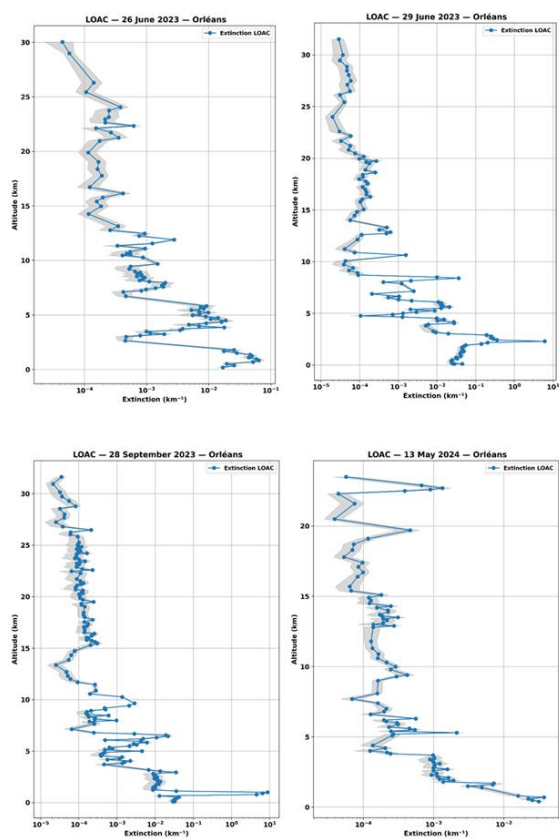 LOAC — 26 June 2023 — Orléans
Extinction LOAC
30
25
20
15
10
5
0
Altitude (km)
10⁻⁴
10⁻³
10⁻²
10⁻¹
Extinction (km⁻¹)
LOAC — 29 June 2023 — Orléans
Extinction LOAC
30
25
20
15
10
5
0
Altitude (km)
10⁻⁵
10⁻⁴
10⁻³
10⁻²
10⁻¹
10⁰
10¹
Extinction (km⁻¹)
LOAC — 28 September 2023 — Orléans
Extinction LOAC
30
25
20
15
10
5
0
Altitude (km)
10⁻⁵
10⁻⁴
10⁻³
10⁻²
10⁻¹
10⁰
10¹
Extinction (km⁻¹)
LOAC — 13 May 2024 — Orléans
Extinction LOAC
20
15
10
5
0
Altitude (km)
10⁻⁴
10⁻³
10⁻²
Extinction (km⁻¹)